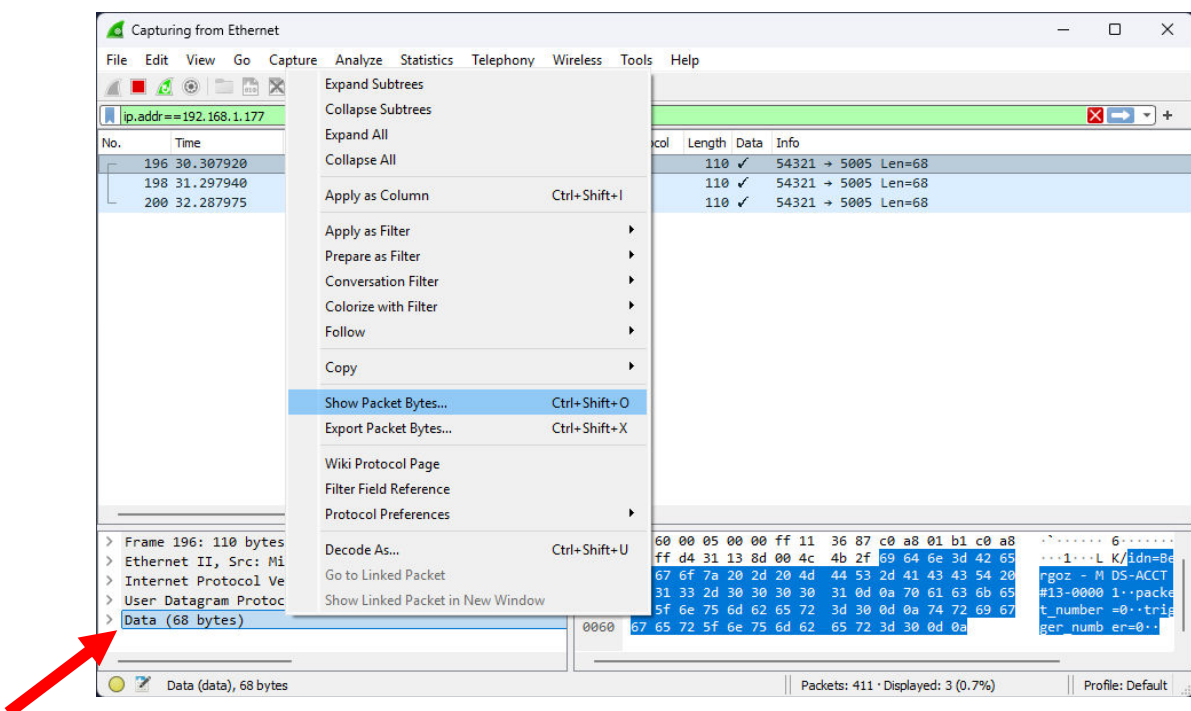 Capturing from Ethernet
File Edit View Go Capture Analyze Statistics Telephony Wireless Tools Help
ip.addr==192.168.1.177
No. Time col Length Data Info
196 30.307920 110 ✓ 54321 → 5005 Len=68
198 31.297940 110 ✓ 54321 → 5005 Len=68
200 32.287975 110 ✓ 54321 → 5005 Len=68
Expand Subtrees
Collapse Subtrees
Expand All
Collapse All
Apply as Column Ctrl+Shift+I
Apply as Filter
Prepare as Filter
Conversation Filter
Colorize with Filter
Follow
Copy
Show Packet Bytes... Ctrl+Shift+O
Export Packet Bytes... Ctrl+Shift+X
Wiki Protocol Page
Filter Field Reference
Protocol Preferences
Decode As... Ctrl+Shift+U
Go to Linked Packet
Show Linked Packet in New Window
Frame 196: 110 bytes
Ethernet II, Src: Mi
Internet Protocol Ve
User Datagram Protoc
Data (68 bytes)
60 00 05 00 00 ff 11 36 87 c0 a8 01 b1 c0 a8 ·`······ 6·······
ff d4 31 13 8d 00 4c 4b 2f 69 64 6e 3d 42 65 ···1···L K/idn=Be
67 6f 7a 20 2d 20 4d 44 53 2d 41 43 43 54 20 rgoz - M DS-ACCT
31 33 2d 30 30 30 30 31 0d 0a 70 61 63 6b 65 #13-0000 1··packe
5f 6e 75 6d 62 65 72 3d 30 0d 0a 74 72 69 67 t_number =0··trig
0060 67 65 72 5f 6e 75 6d 62 65 72 3d 30 0d 0a ger_numb er=0··
Data (data), 68 bytes Packets: 411 · Displayed: 3 (0.7%) Profile: Default